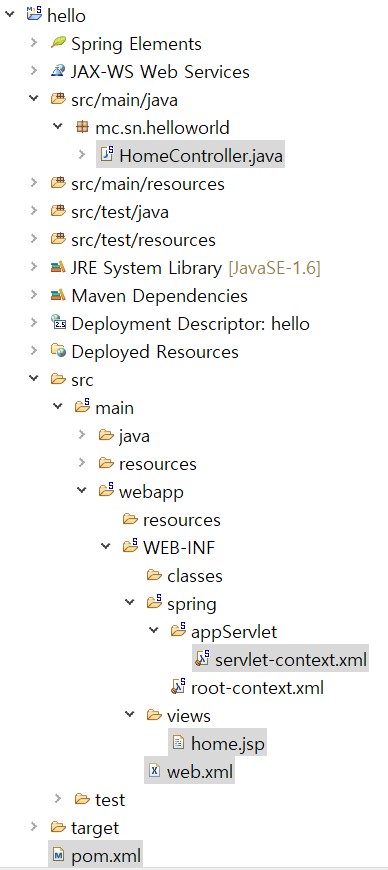 hello
Spring Elements
JAX-WS Web Services
src/main/java
mc.sn.helloworld
HomeController.java
src/main/resources
src/test/java
src/test/resources
JRE System Library [JavaSE-1.6]
Maven Dependencies
Deployment Descriptor: hello
Deployed Resources
src
main
java
resources
webapp
resources
WEB-INF
classes
spring
appServlet
servlet-context.xml
root-context.xml
views
home.jsp
web.xml
test
target
pom.xml